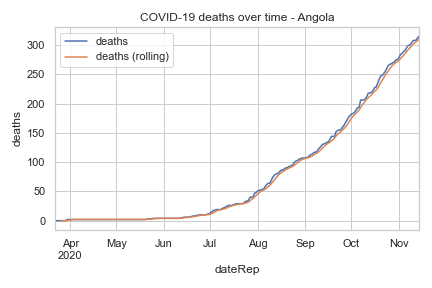 COVID-19 deaths over time - Angola
deaths
deaths (rolling)
deaths
300
250
200
150
100
50
0
Apr May Jun Jul Aug Sep Oct Nov
2020
dateRep